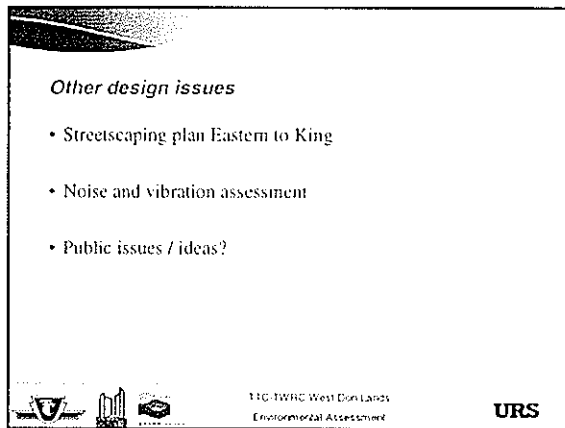 Other design issues
• Streetscaping plan Eastern to King
• Noise and vibration assessment
• Public issues / ideas?
TTC-TWRC West Don Lands
Environmental Assessment
URS